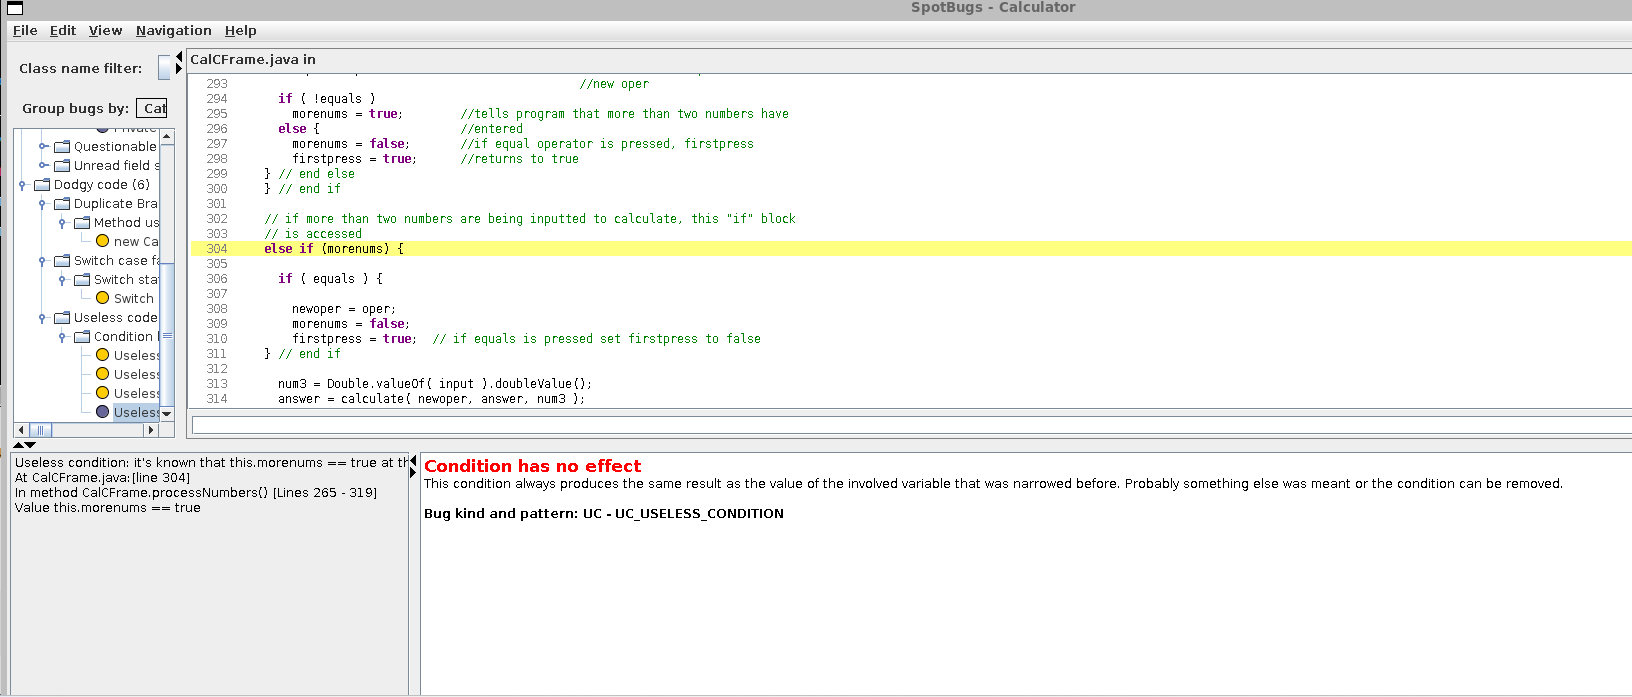 SpotBugs - Calculator
File Edit View Navigation Help
Class name filter:
Group bugs by: Cat
Private
Questionable
Unread field s
Dodgy code (6)
Duplicate Bra
Method us
new Ca
Switch case fa
Switch sta
Switch
Useless code
Condition
Useless
Useless
Useless
Useless
CalCFrame.java in
293 //new oper
294 if ( !equals )
295 morenums = true; //tells program that more than two numbers have
296 else { //entered
297 morenums = false; //if equal operator is pressed, firstpress
298 firstpress = true; //returns to true
299 } // end else
300 } // end if
301
302 // if more than two numbers are being inputted to calculate, this "if" block
303 // is accessed
304 else if (morenums) {
305
306 if ( equals ) {
307
308 newoper = oper;
309 morenums = false;
310 firstpress = true; // if equals is pressed set firstpress to false
311 } // end if
312
313 num3 = Double.valueOf( input ).doubleValue();
314 answer = calculate( newoper, answer, num3 );
Useless condition: it's known that this.morenums == true at th
At CalCFrame.java:[line 304]
In method CalCFrame.processNumbers() [Lines 265 - 319]
Value this.morenums == true
Condition has no effect
This condition always produces the same result as the value of the involved variable that was narrowed before. Probably something else was meant or the condition can be removed.
Bug kind and pattern: UC - UC_USELESS_CONDITION